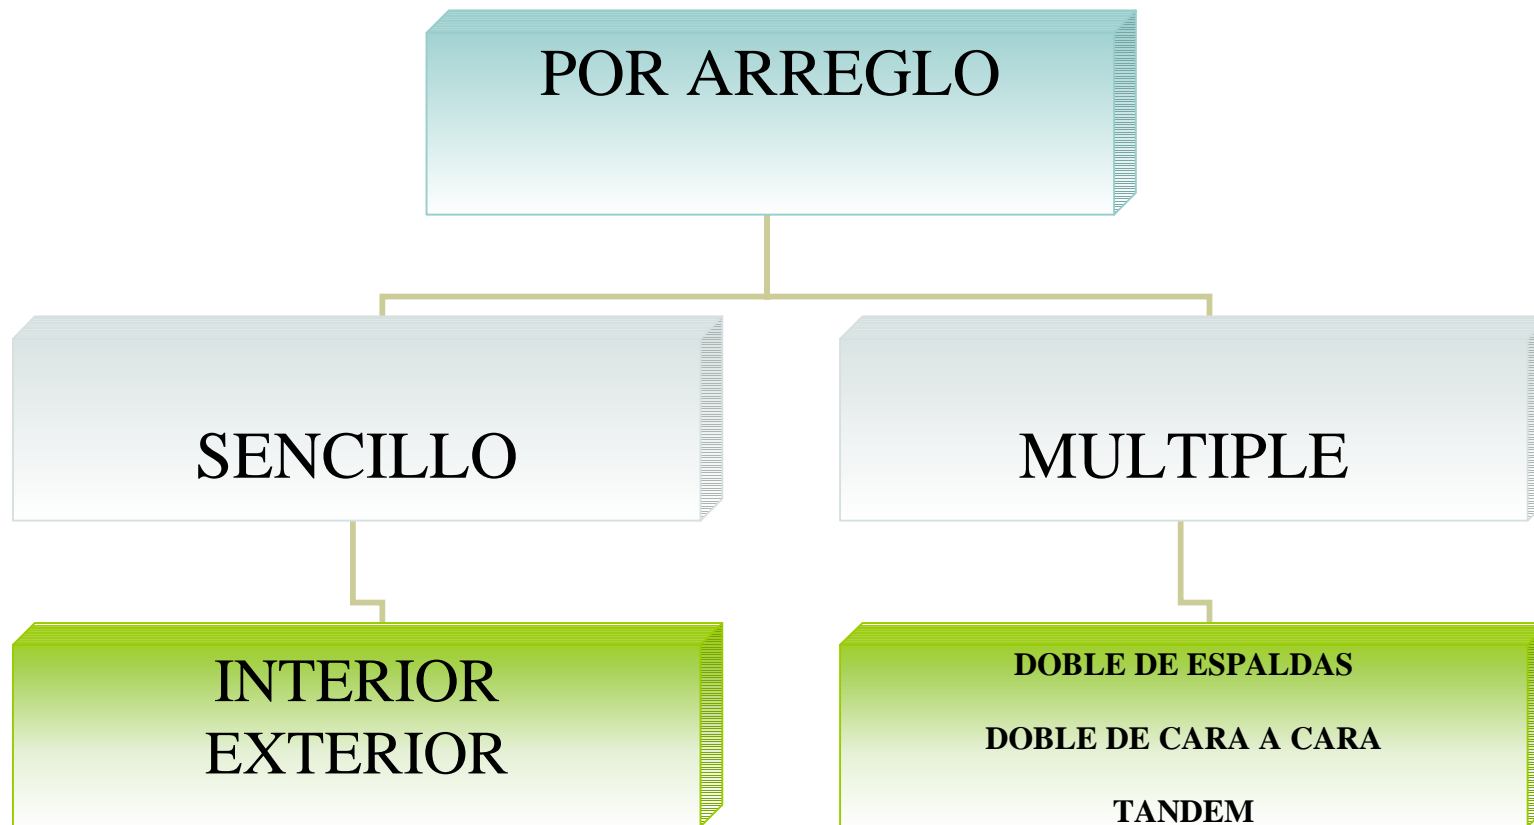 POR ARREGLO
SENCILLO
MULTIPLE
INTERIOR
EXTERIOR
DOBLE DE ESPALDAS
DOBLE DE CARA A CARA
TANDEM